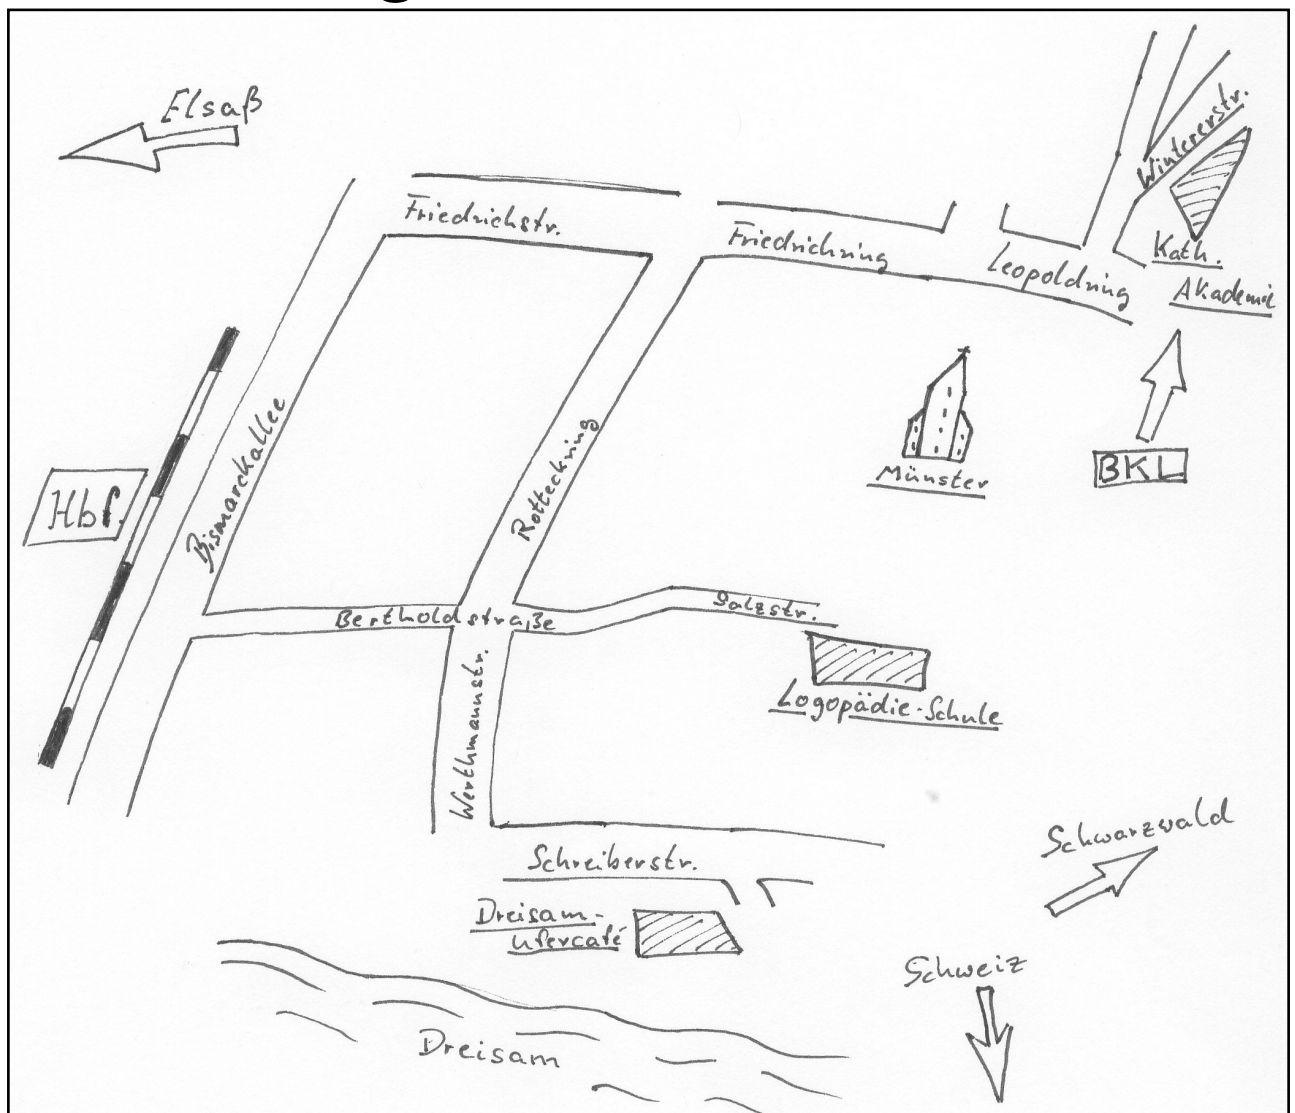 Elsaß
Wintererstr.
Friedrichstr.
Friedrichring
Leopoldring
Kath.
Akademie
Bismarckallee
Rotteckring
Münster
BKL
Hbf.
Bertholdstraße
Salzstr.
Werthmannstr.
Logopädie-Schule
Schreiberstr.
Schwarzwald
Dreisam-
ufercafé
Schweiz
Dreisam